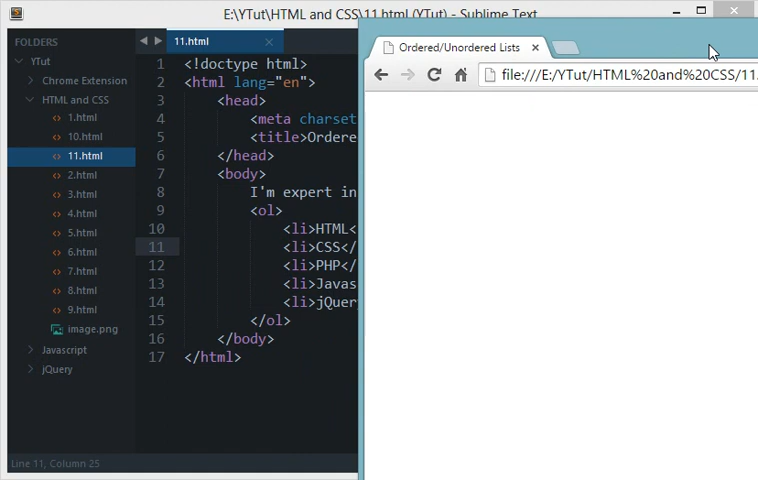 E:\YTut\HTML and CSS\11.html (YTut) - Sublime Text
FOLDERS
YTut
Chrome Extension
HTML and CSS
1.html
10.html
11.html
2.html
3.html
4.html
5.html
6.html
7.html
8.html
9.html
image.png
Javascript
jQuery
11.html
1 <!doctype html>
2 <html lang="en">
3 <head>
4 <meta charset
5 <title>Ordere
6 </head>
7 <body>
8 I'm expert in
9 <ol>
10 <li>HTML<
11 <li>CSS</
12 <li>PHP</
13 <li>Javas
14 <li>jQuer
15 </ol>
16 </body>
17 </html>
Line 11, Column 25
Ordered/Unordered Lists
file:///E:/YTut/HTML%20and%20CSS/11.